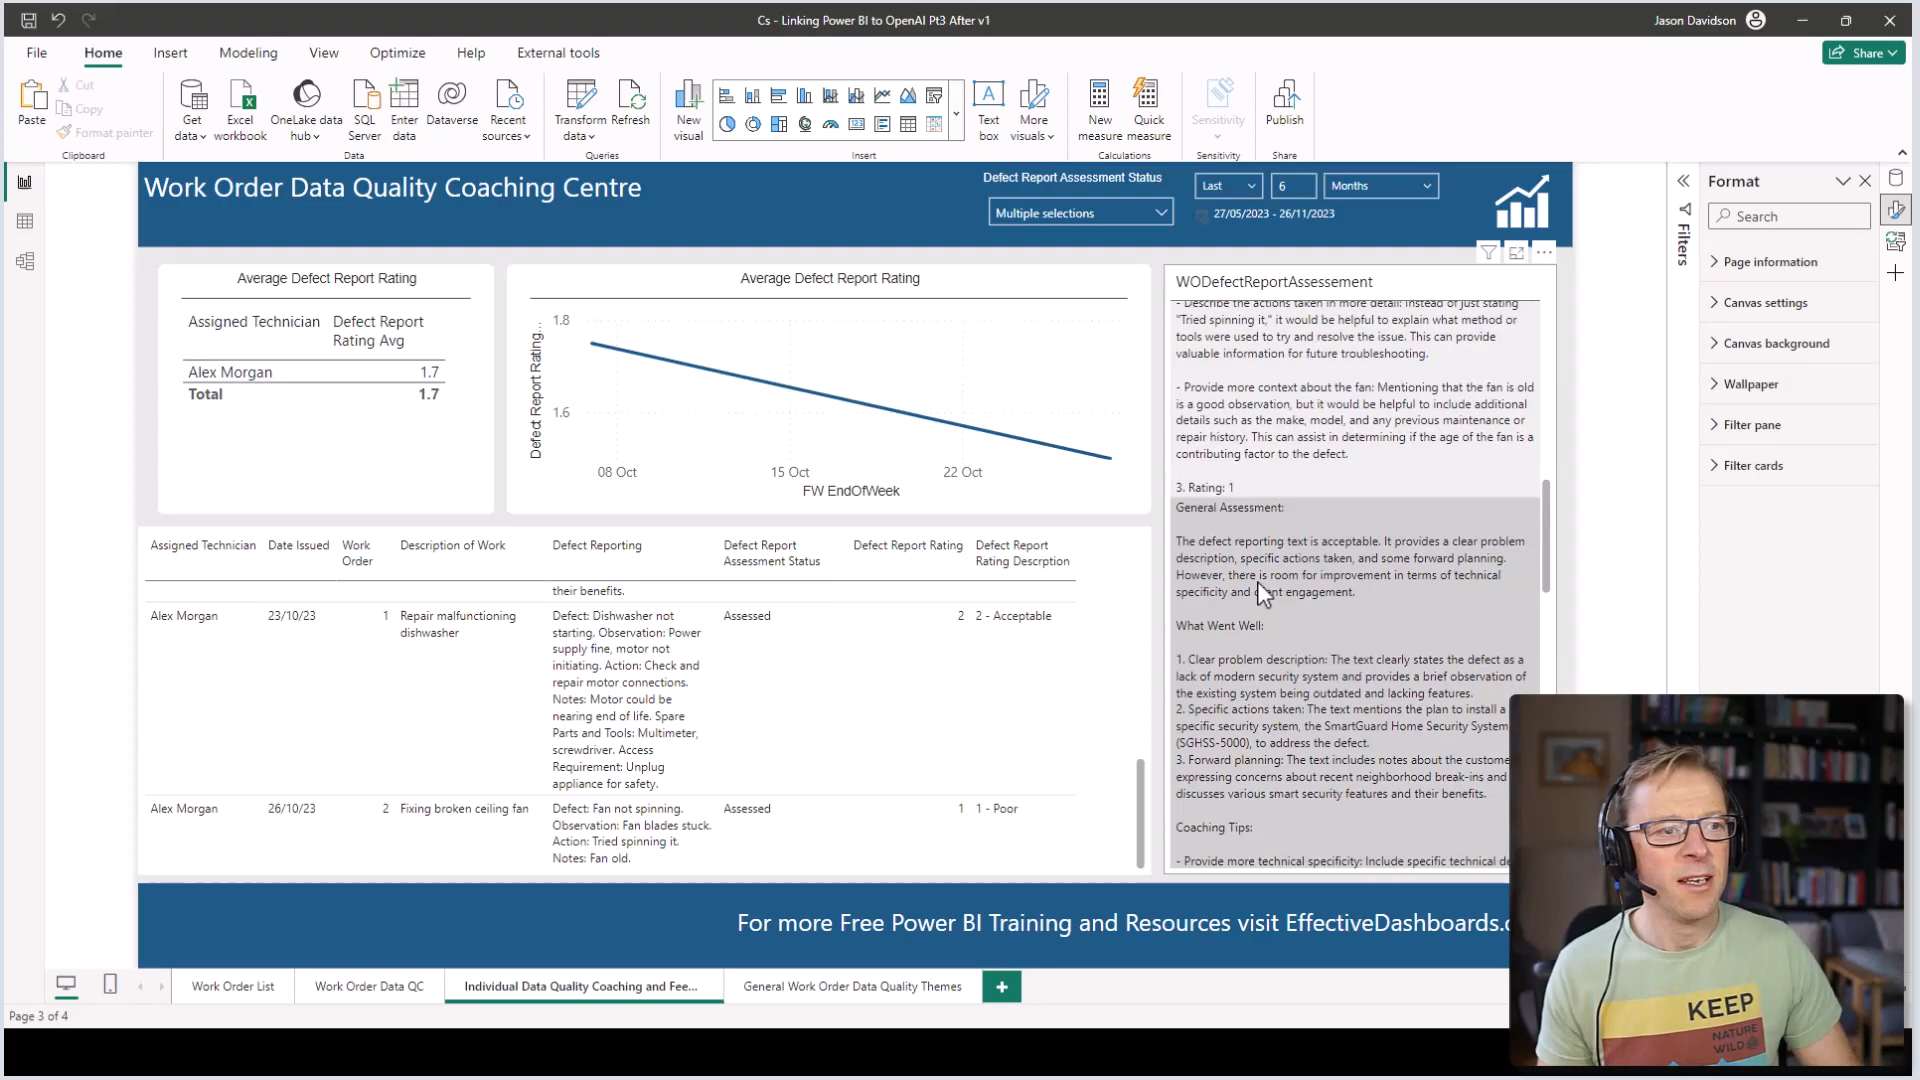 Cs - Linking Power BI to OpenAI Pt3 After v1
Jason Davidson
File
Home
Insert
Modeling
View
Optimize
Help
External tools
Share
Paste
Cut
Copy
Format painter
Clipboard
Get
data
Excel
workbook
OneLake data
hub
SQL
Server
Enter
data
Dataverse
Recent
sources
Data
Transform
data
Refresh
Queries
New
visual
Text
box
More
visuals
Insert
New
measure
Quick
measure
Calculations
Sensitivity
Sensitivity
Publish
Share
Work Order Data Quality Coaching Centre
Defect Report Assessment Status
Multiple selections
Last
6
Months
27/05/2023 - 26/11/2023
Average Defect Report Rating
Assigned Technician
Defect Report
Rating Avg
Alex Morgan 1.7
Total 1.7
Average Defect Report Rating
Defect Report Rating...
1.8
1.6
08 Oct
15 Oct
22 Oct
FW EndOfWeek
Assigned Technician
Date Issued
Work
Order
Description of Work
Defect Reporting
Defect Report
Assessment Status
Defect Report Rating
Defect Report
Rating Descrption
their benefits.
Alex Morgan
23/10/23
1
Repair malfunctioning
dishwasher
Defect: Dishwasher not
starting. Observation: Power
supply fine, motor not
initiating. Action: Check and
repair motor connections.
Notes: Motor could be
nearing end of life. Spare
Parts and Tools: Multimeter,
screwdriver. Access
Requirement: Unplug
appliance for safety.
Assessed
2
2 - Acceptable
Alex Morgan
26/10/23
2
Fixing broken ceiling fan
Defect: Fan not spinning.
Observation: Fan blades stuck.
Action: Tried spinning it.
Notes: Fan old.
Assessed
1
1 - Poor
WODefectReportAssessement
- Describe the actions taken in more detail: Instead of just stating
"Tried spinning it," it would be helpful to explain what method or
tools were used to try and resolve the issue. This can provide
valuable information for future troubleshooting.
- Provide more context about the fan: Mentioning that the fan is old
is a good observation, but it would be helpful to include additional
details such as the make, model, and any previous maintenance or
repair history. This can assist in determining if the age of the fan is a
contributing factor to the defect.
3. Rating: 1
General Assessment:
The defect reporting text is acceptable. It provides a clear problem
description, specific actions taken, and some forward planning.
However, there is room for improvement in terms of technical
specificity and engagement.
What Went Well:
1. Clear problem description: The text clearly states the defect as a
lack of modern security system and provides a brief observation of
the existing system being outdated and lacking features.
2. Specific actions taken: The text mentions the plan to install a
specific security system, the SmartGuard Home Security System
(SGHSS-5000), to address the defect.
3. Forward planning: The text includes notes about the custome
expressing concerns about recent neighborhood break-ins and
discusses various smart security features and their benefits.
Coaching Tips:
- Provide more technical specificity: Include specific technical de
For more Free Power BI Training and Resources visit EffectiveDashboards.
Filters
Format
Search
Page information
Canvas settings
Canvas background
Wallpaper
Filter pane
Filter cards
Work Order List
Work Order Data QC
Individual Data Quality Coaching and Fee...
General Work Order Data Quality Themes
Page 3 of 4
KEEP
NATURE
WILD